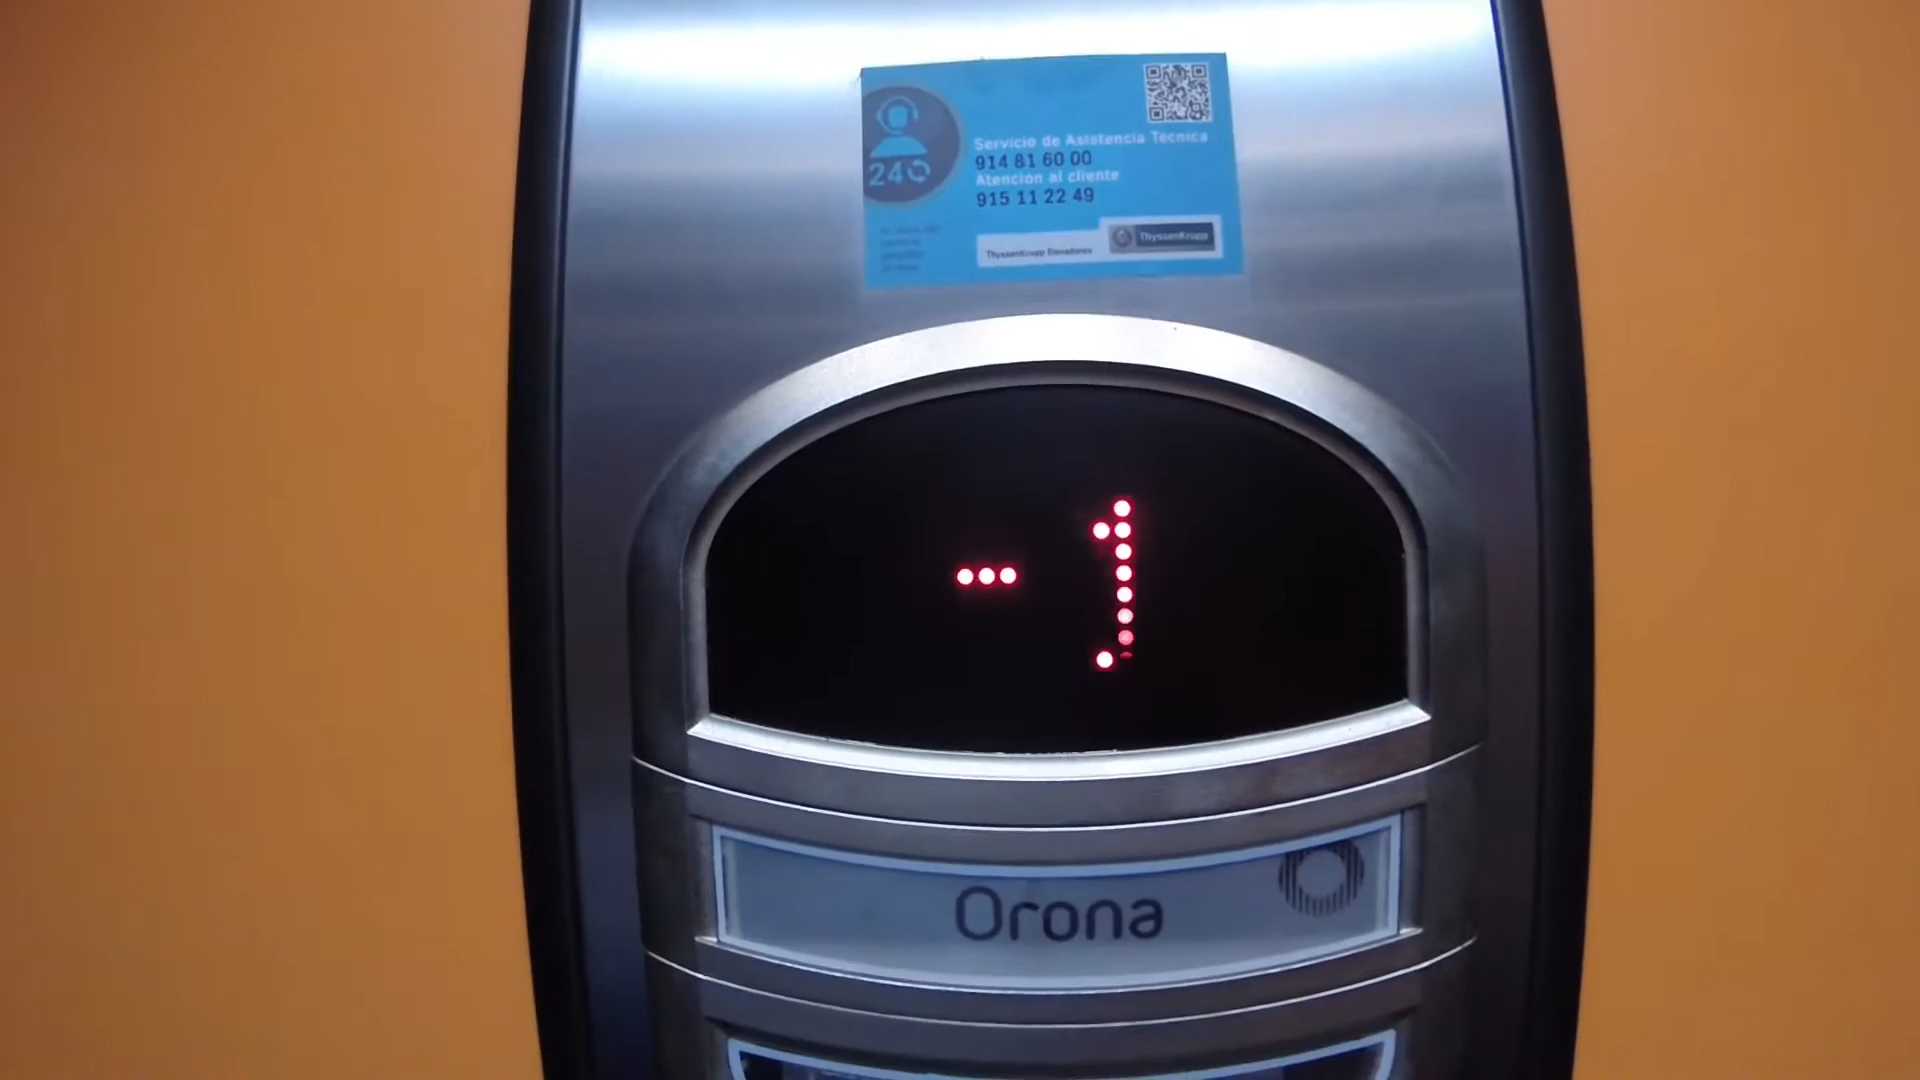 Servicio de Asistencia Técnica
914 81 60 00
Atención al cliente
915 11 22 49
24
ThyssenKrupp Elevadores
ThyssenKrupp
-1
Orona